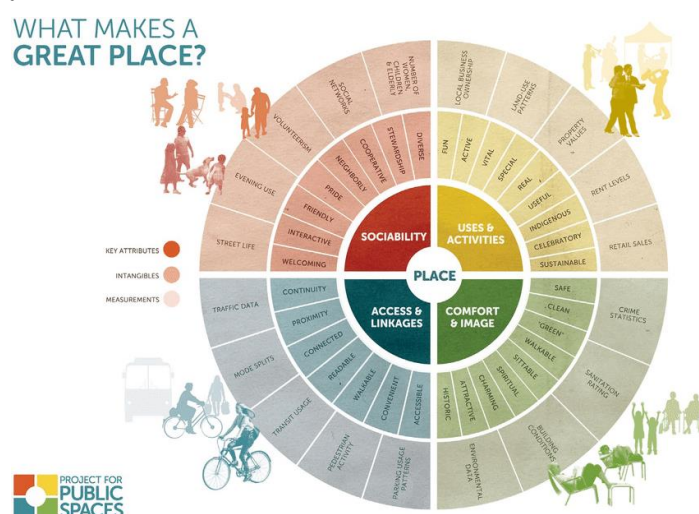 WHAT MAKES A
GREAT PLACE?
KEY ATTRIBUTES
INTANGIBLES
MEASUREMENTS
PLACE
SOCIABILITY
USES &
ACTIVITIES
ACCESS &
LINKAGES
COMFORT
& IMAGE
NUMBER OF
WOMEN,
CHILDREN
& ELDERLY
SOCIAL
NETWORKS
VOLUNTEERISM
EVENING USE
STREET LIFE
DIVERSE
STEWARDSHIP
COOPERATIVE
NEIGHBORLY
PRIDE
FRIENDLY
INTERACTIVE
WELCOMING
LOCAL BUSINESS
OWNERSHIP
LAND-USE
PATTERNS
PROPERTY
VALUES
RENT LEVELS
RETAIL SALES
FUN
ACTIVE
VITAL
SPECIAL
REAL
USEFUL
INDIGENOUS
CELEBRATORY
SUSTAINABLE
SAFE
CLEAN
"GREEN"
WALKABLE
SITTABLE
SPIRITUAL
CHARMING
ATTRACTIVE
HISTORIC
CRIME
STATISTICS
SANITATION
RATING
BUILDING
CONDITIONS
ENVIRONMENTAL
DATA
CONTINUITY
PROXIMITY
CONNECTED
READABLE
WALKABLE
CONVENIENT
ACCESSIBLE
TRAFFIC DATA
MODE SPLITS
TRANSIT USAGE
PEDESTRIAN
ACTIVITY
PARKING USAGE
PATTERNS
PROJECT FOR
PUBLIC
SPACES